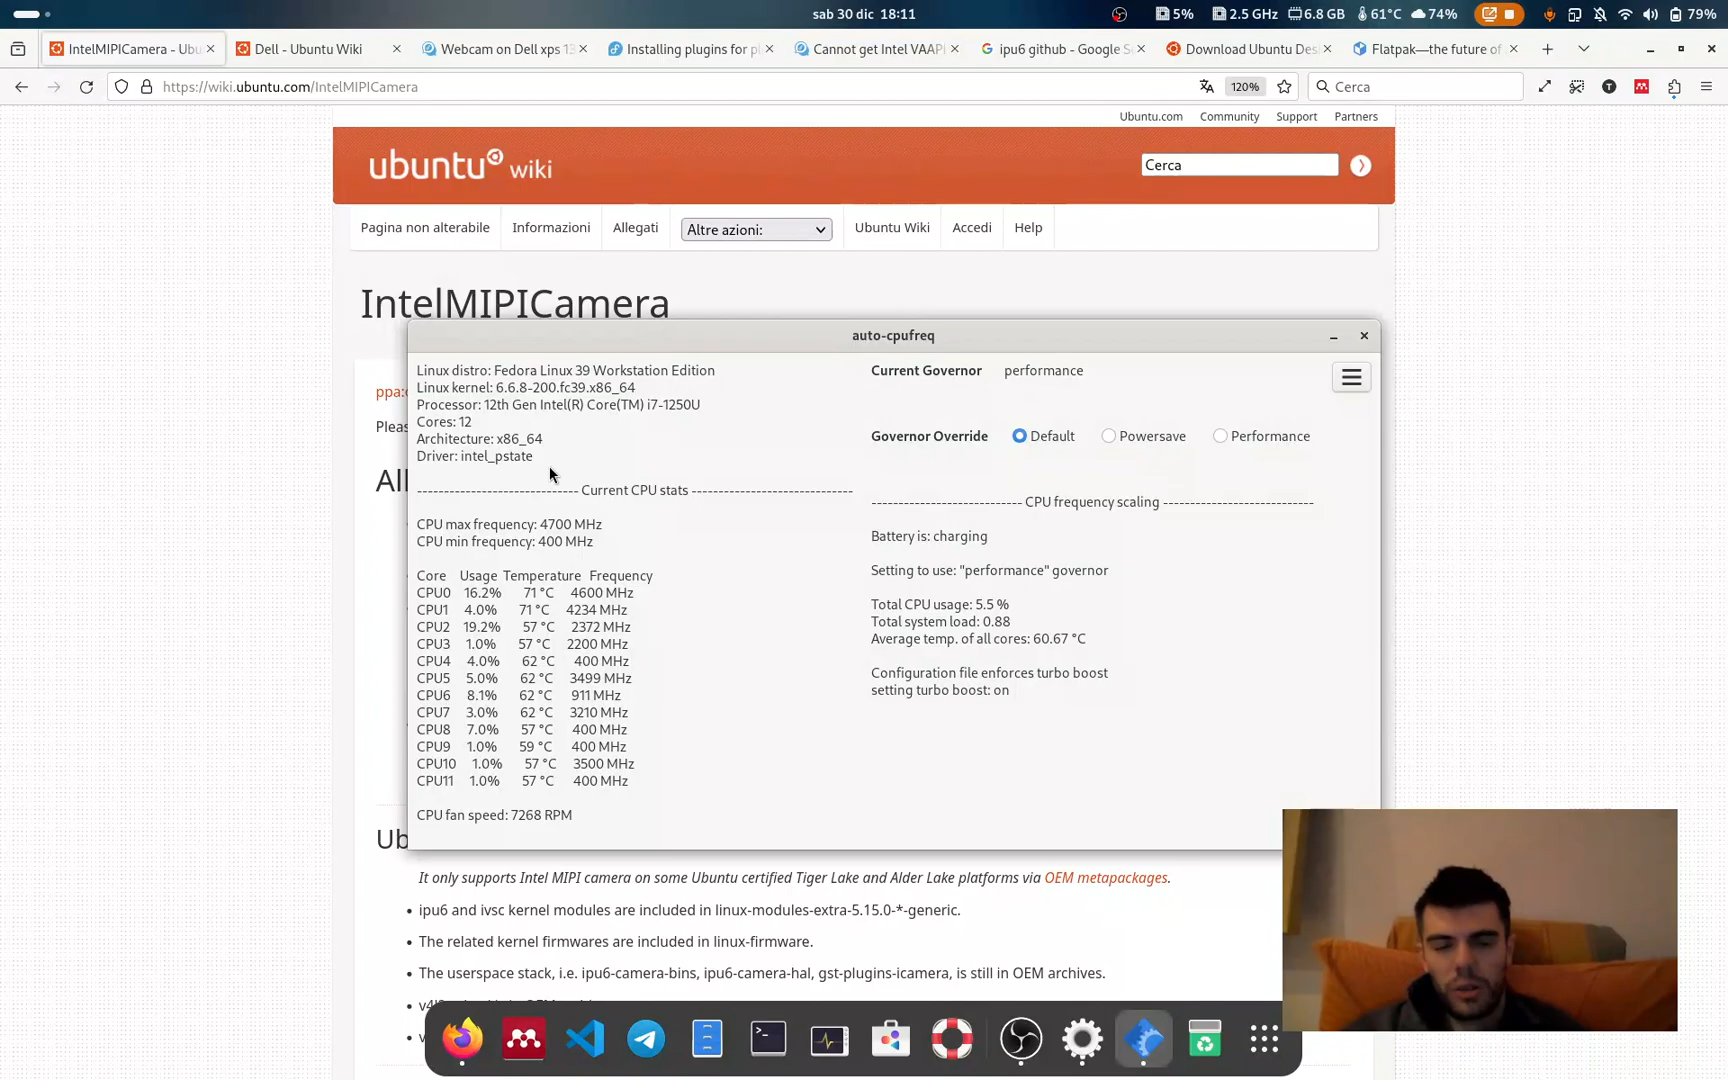 sab 30 dic 18:11
5% 2.5 GHz 6.8 GB 61°C 74% 79%
IntelMIPICamera - Ubu
Dell - Ubuntu Wiki
Webcam on Dell xps 13
Installing plugins for p
Cannot get Intel VAAPI
ipu6 github - Google Se
Download Ubuntu Des
Flatpak—the future of
https://wiki.ubuntu.com/IntelMIPICamera
120%
Cerca
Ubuntu.com Community Support Partners
ubuntu wiki
Cerca
Pagina non alterabile Informazioni Allegati Altre azioni: Ubuntu Wiki Accedi Help
IntelMIPICamera
ppa:
Pleas
All
auto-cpufreq
Linux distro: Fedora Linux 39 Workstation Edition
Linux kernel: 6.6.8-200.fc39.x86_64
Processor: 12th Gen Intel(R) Core(TM) i7-1250U
Cores: 12
Architecture: x86_64
Driver: intel_pstate
----------------------------- Current CPU stats -----------------------------
CPU max frequency: 4700 MHz
CPU min frequency: 400 MHz
Core Usage Temperature Frequency
CPU0 16.2% 71 °C 4600 MHz
CPU1 4.0% 71 °C 4234 MHz
CPU2 19.2% 57 °C 2372 MHz
CPU3 1.0% 57 °C 2200 MHz
CPU4 4.0% 62 °C 400 MHz
CPU5 5.0% 62 °C 3499 MHz
CPU6 8.1% 62 °C 911 MHz
CPU7 3.0% 62 °C 3210 MHz
CPU8 7.0% 57 °C 400 MHz
CPU9 1.0% 59 °C 400 MHz
CPU10 1.0% 57 °C 3500 MHz
CPU11 1.0% 57 °C 400 MHz
CPU fan speed: 7268 RPM
Current Governor performance
Governor Override Default Powersave Performance
--------------------------- CPU frequency scaling ---------------------------
Battery is: charging
Setting to use: "performance" governor
Total CPU usage: 5.5 %
Total system load: 0.88
Average temp. of all cores: 60.67 °C
Configuration file enforces turbo boost
setting turbo boost: on
Ub
It only supports Intel MIPI camera on some Ubuntu certified Tiger Lake and Alder Lake platforms via OEM metapackages.
• ipu6 and ivsc kernel modules are included in linux-modules-extra-5.15.0-*-generic.
• The related kernel firmwares are included in linux-firmware.
• The userspace stack, i.e. ipu6-camera-bins, ipu6-camera-hal, gst-plugins-icamera, is still in OEM archives.